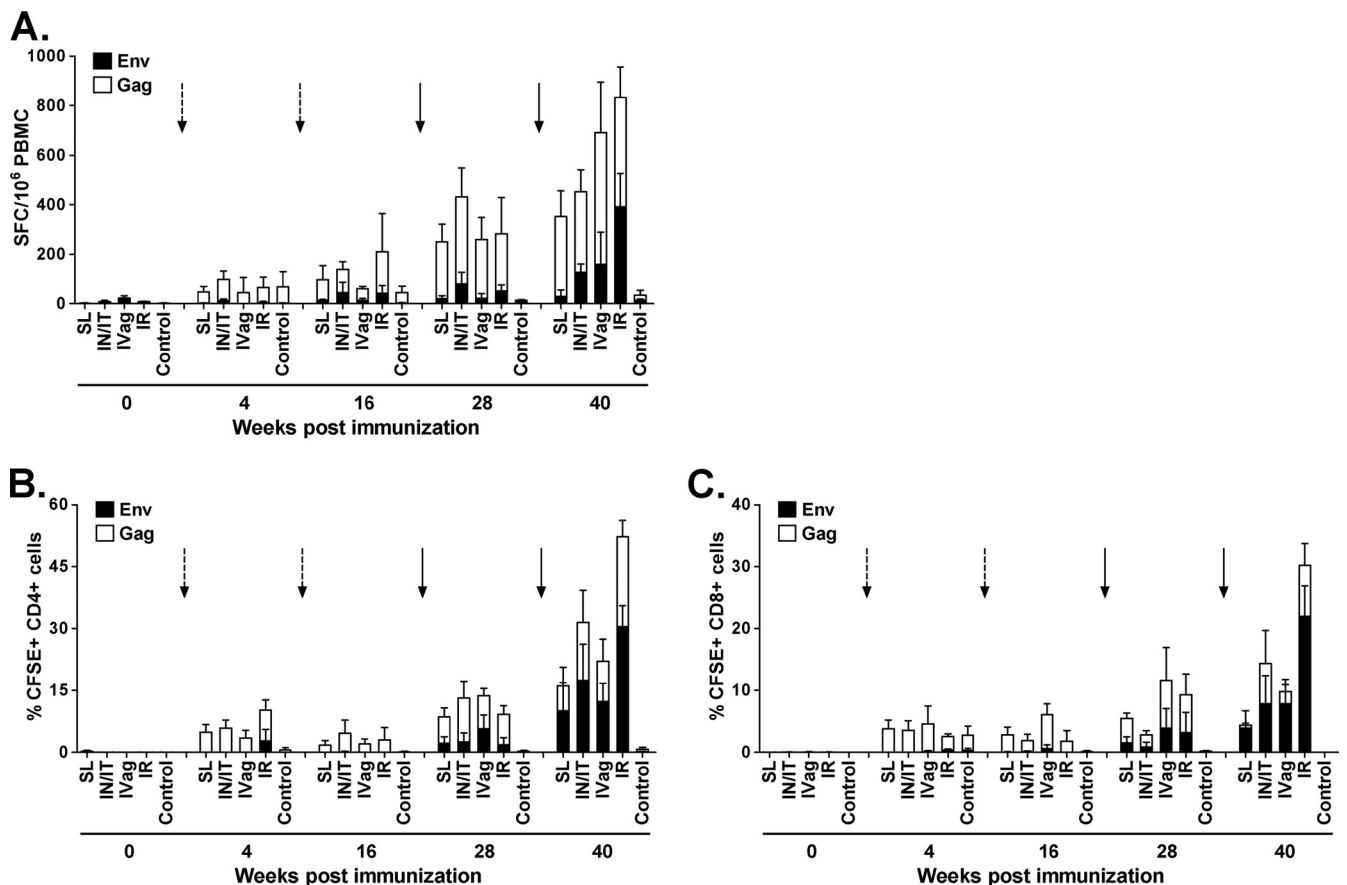 A.
1000
800
600
400
200
0
SFC/10⁶ PBMC
Env
Gag
SL IN/IT IVag IR Control SL IN/IT IVag IR Control SL IN/IT IVag IR Control SL IN/IT IVag IR Control SL IN/IT IVag IR Control
0 4 16 28 40
Weeks post immunization
B.
60
45
30
15
0
% CFSE+ CD4+ cells
Env
Gag
SL IN/IT IVag IR Control SL IN/IT IVag IR Control SL IN/IT IVag IR Control SL IN/IT IVag IR Control SL IN/IT IVag IR Control
0 4 16 28 40
Weeks post immunization
C.
40
30
20
10
0
% CFSE+ CD8+ cells
Env
Gag
SL IN/IT IVag IR Control SL IN/IT IVag IR Control SL IN/IT IVag IR Control SL IN/IT IVag IR Control SL IN/IT IVag IR Control
0 4 16 28 40
Weeks post immunization